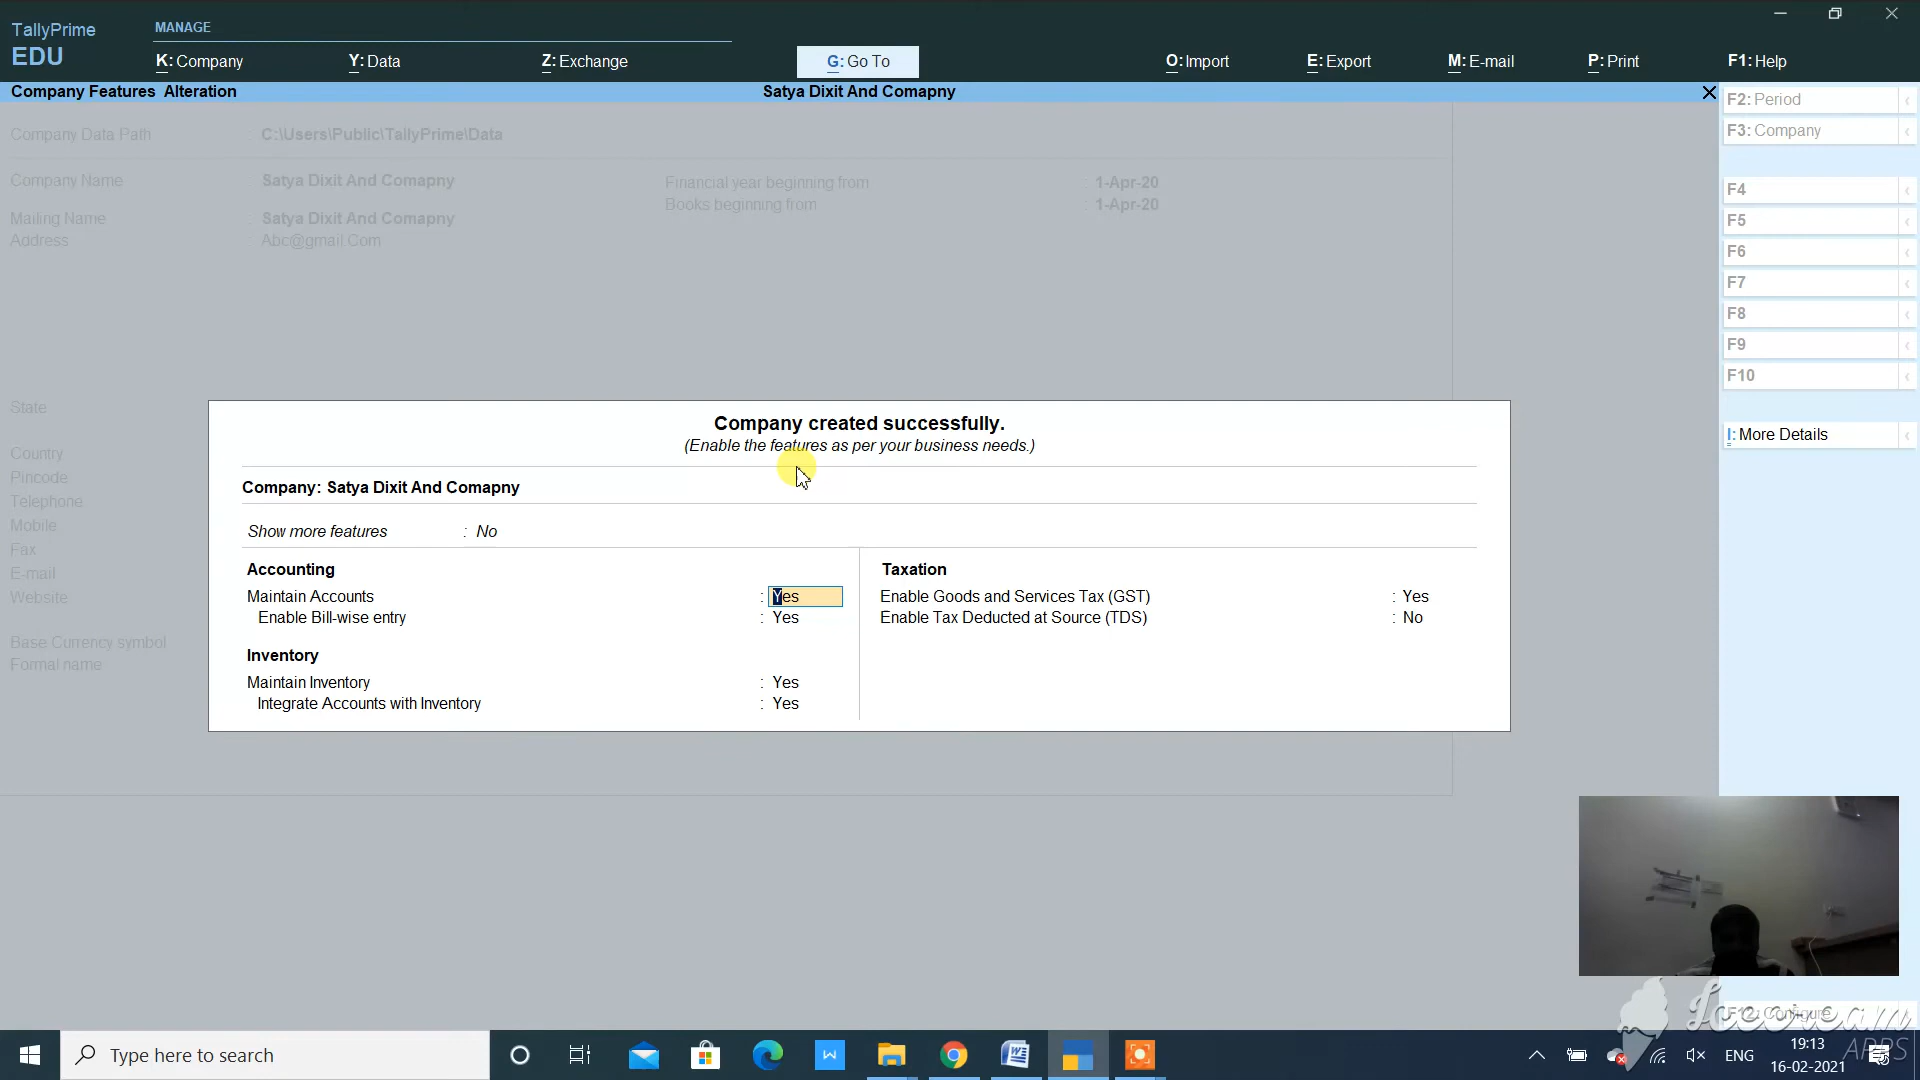 TallyPrime
EDU
MANAGE
K: Company
Y: Data
Z: Exchange
G: Go To
O: Import
E: Export
M: E-mail
P: Print
F1: Help
Company Features Alteration
Satya Dixit And Comapny
Company Data Path : C:\Users\Public\TallyPrime\Data
Company Name : Satya Dixit And Comapny
Mailing Name : Satya Dixit And Comapny
Address : Abc@gmail.Com
Financial year beginning from : 1-Apr-20
Books beginning from : 1-Apr-20
State
Country
Pincode
Telephone
Mobile
Fax
E-mail
Website
Base Currency symbol
Formal name
Company created successfully.
(Enable the features as per your business needs.)
Company: Satya Dixit And Comapny
Show more features : No
Accounting
Maintain Accounts : Yes
Enable Bill-wise entry : Yes
Inventory
Maintain Inventory : Yes
Integrate Accounts with Inventory : Yes
Taxation
Enable Goods and Services Tax (GST) : Yes
Enable Tax Deducted at Source (TDS) : No
F2: Period
F3: Company
F4
F5
F6
F7
F8
F9
F10
I: More Details
F12: Configure
Icecream
APPS
Type here to search
ENG
19:13
16-02-2021